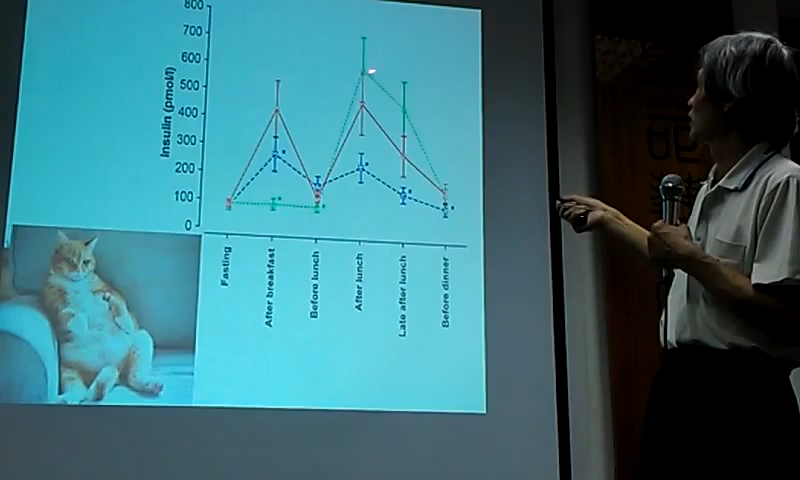 800
700
600
500
400
300
200
100
0
Insulin (pmol/l)
Fasting
After breakfast
Before lunch
After lunch
Late after lunch
Before dinner